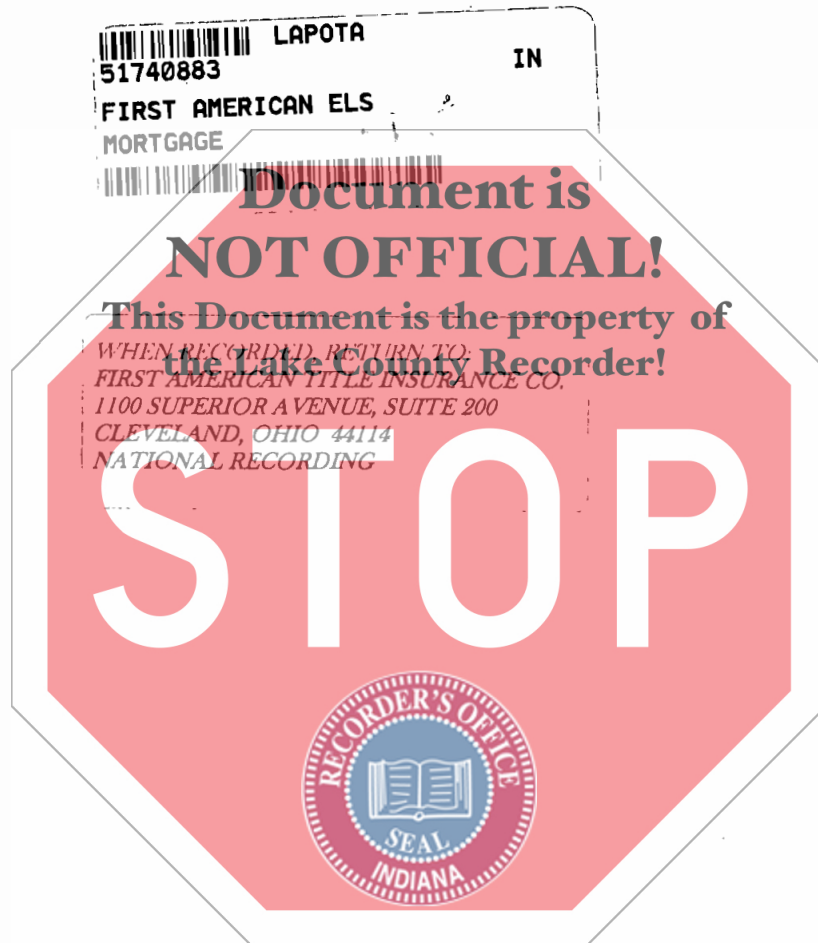 LAPOTA
51740883 IN
FIRST AMERICAN ELS
MORTGAGE
Document is
NOT OFFICIAL!
This Document is the property of
the Lake County Recorder!
WHEN RECORDED, RETURN TO:
FIRST AMERICAN TITLE INSURANCE CO.
1100 SUPERIOR AVENUE, SUITE 200
CLEVELAND, OHIO 44114
NATIONAL RECORDING
STOP
RECORDER'S OFFICE
SEAL
INDIANA